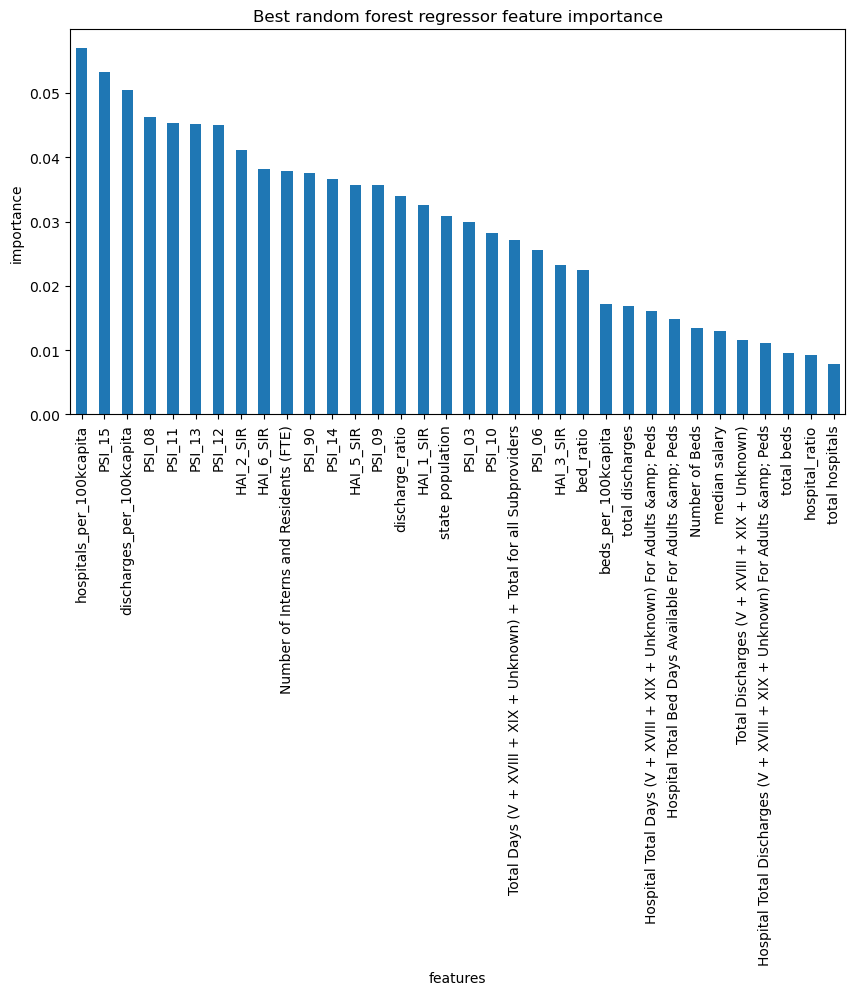 Best random forest regressor feature importance
importance
0.05
0.04
0.03
0.02
0.01
0.00
hospitals_per_100kcapita
PSI_15
discharges_per_100kcapita
PSI_08
PSI_11
PSI_13
PSI_12
HAI_2_SIR
HAI_6_SIR
Number of Interns and Residents (FTE)
PSI_90
PSI_14
HAI_5_SIR
PSI_09
discharge_ratio
HAI_1_SIR
state population
PSI_03
PSI_10
Total Days (V + XVIII + XIX + Unknown) + Total for all Subproviders
PSI_06
HAI_3_SIR
bed_ratio
beds_per_100kcapita
total discharges
Hospital Total Days (V + XVIII + XIX + Unknown) For Adults &amp; Peds
Hospital Total Bed Days Available For Adults &amp; Peds
Number of Beds
median salary
Total Discharges (V + XVIII + XIX + Unknown)
Hospital Total Discharges (V + XVIII + XIX + Unknown) For Adults &amp; Peds
total beds
hospital_ratio
total hospitals
features